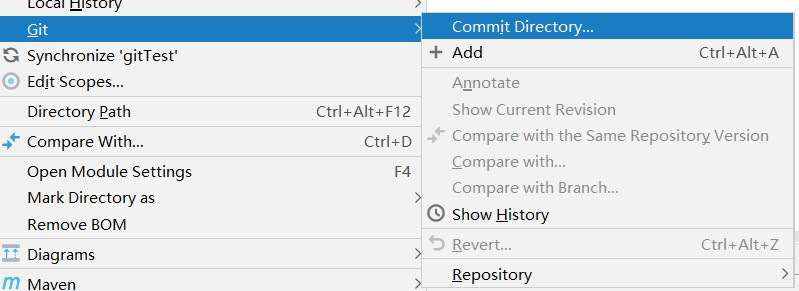 Local History
Git
Synchronize 'gitTest'
Edit Scopes...
Directory Path Ctrl+Alt+F12
Compare With... Ctrl+D
Open Module Settings F4
Mark Directory as
Remove BOM
Diagrams
Maven
Commit Directory...
Add Ctrl+Alt+A
Annotate
Show Current Revision
Compare with the Same Repository Version
Compare with...
Compare with Branch...
Show History
Revert... Ctrl+Alt+Z
Repository